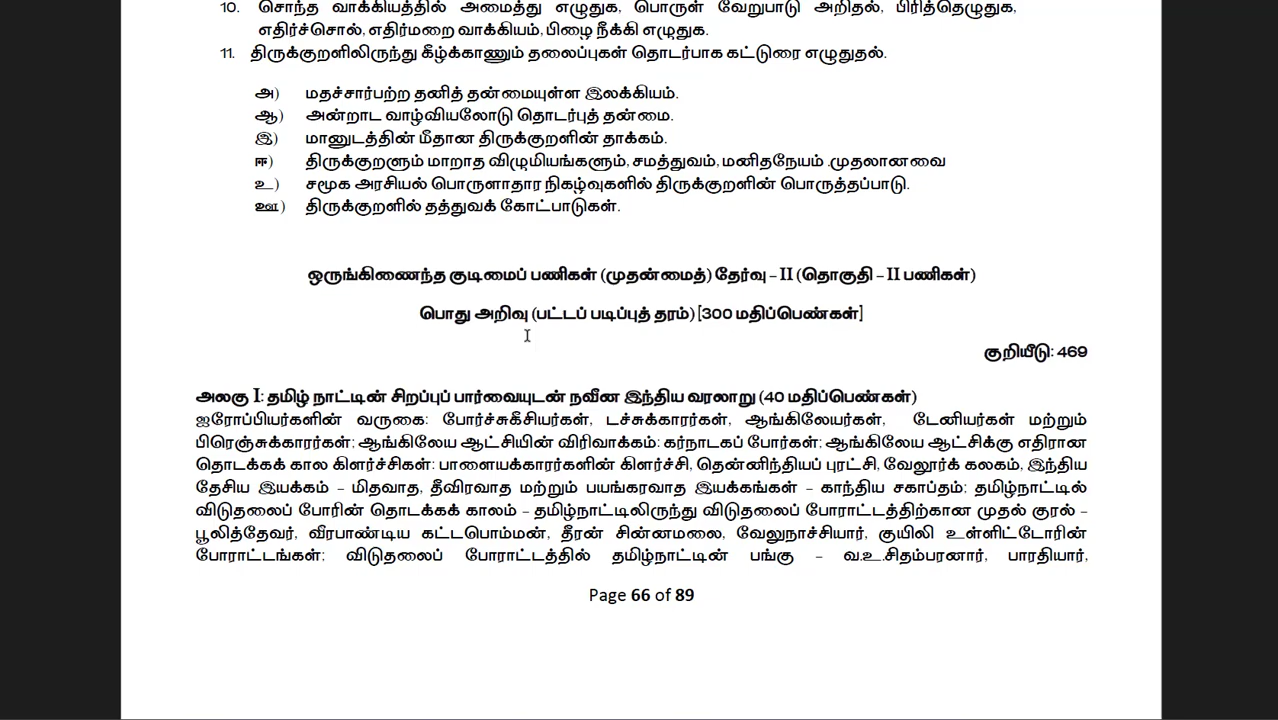 10. சொந்த வாக்கியத்தில் அமைத்து எழுதுக, பொருள் வேறுபாடு அறிதல், பிரித்தெழுதுக,
எதிர்ச்சொல், எதிர்மறை வாக்கியம், பிழை நீக்கி எழுதுக.
11. திருக்குறளிலிருந்து கீழ்க்காணும் தலைப்புகள் தொடர்பாக கட்டுரை எழுதுதல்.
அ) மதச்சார்பற்ற தனித் தன்மையுள்ள இலக்கியம்.
ஆ) அன்றாட வாழ்வியலோடு தொடர்புத் தன்மை.
இ) மானுடத்தின் மீதான திருக்குறளின் தாக்கம்.
ஈ) திருக்குறளும் மாறாத விழுமியங்களும், சமத்துவம், மனிதநேயம் .முதலானவை
உ) சமூக அரசியல் பொருளாதார நிகழ்வுகளில் திருக்குறளின் பொருத்தப்பாடு.
ஊ) திருக்குறளில் தத்துவக் கோட்பாடுகள்.
ஒருங்கிணைந்த குடிமைப் பணிகள் (முதன்மைத்) தேர்வு – II (தொகுதி – II பணிகள்)
பொது அறிவு (பட்டப் படிப்புத் தரம்) [300 மதிப்பெண்கள்]
குறியீடு: 469
அலகு I: தமிழ் நாட்டின் சிறப்புப் பார்வையுடன் நவீன இந்திய வரலாறு (40 மதிப்பெண்கள்)
ஐரோப்பியர்களின் வருகை: போர்ச்சுகீசியர்கள், டச்சுக்காரர்கள், ஆங்கிலேயர்கள், டேனியர்கள் மற்றும்
பிரெஞ்சுக்காரர்கள்; ஆங்கிலேய ஆட்சியின் விரிவாக்கம்: கர்நாடகப் போர்கள்; ஆங்கிலேய ஆட்சிக்கு எதிரான
தொடக்கக் கால கிளர்ச்சிகள்: பாளையக்காரர்களின் கிளர்ச்சி, தென்னிந்தியப் புரட்சி, வேலூர்க் கலகம், இந்திய
தேசிய இயக்கம் – மிதவாத, தீவிரவாத மற்றும் பயங்கரவாத இயக்கங்கள் – காந்திய சகாப்தம்; தமிழ்நாட்டில்
விடுதலைப் போரின் தொடக்கக் காலம் – தமிழ்நாட்டிலிருந்து விடுதலைப் போராட்டத்திற்கான முதல் குரல் –
பூலித்தேவர், வீரபாண்டிய கட்டபொம்மன், தீரன் சின்னமலை, வேலுநாச்சியார், குயிலி உள்ளிட்டோரின்
போராட்டங்கள்; விடுதலைப் போராட்டத்தில் தமிழ்நாட்டின் பங்கு – வ.உ.சிதம்பரனார், பாரதியார்,
Page 66 of 89